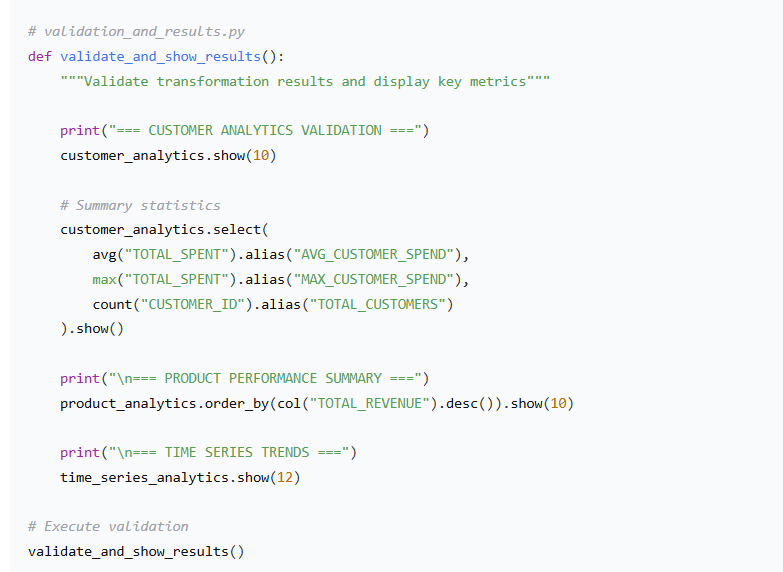 # validation_and_results.py
def validate_and_show_results():
    """Validate transformation results and display key metrics"""

    print("=== CUSTOMER ANALYTICS VALIDATION ===")
    customer_analytics.show(10)

    # Summary statistics
    customer_analytics.select(
        avg("TOTAL_SPENT").alias("AVG_CUSTOMER_SPEND"),
        max("TOTAL_SPENT").alias("MAX_CUSTOMER_SPEND"),
        count("CUSTOMER_ID").alias("TOTAL_CUSTOMERS")
    ).show()

    print("\n=== PRODUCT PERFORMANCE SUMMARY ===")
    product_analytics.order_by(col("TOTAL_REVENUE").desc()).show(10)

    print("\n=== TIME SERIES TRENDS ===")
    time_series_analytics.show(12)

# Execute validation
validate_and_show_results()